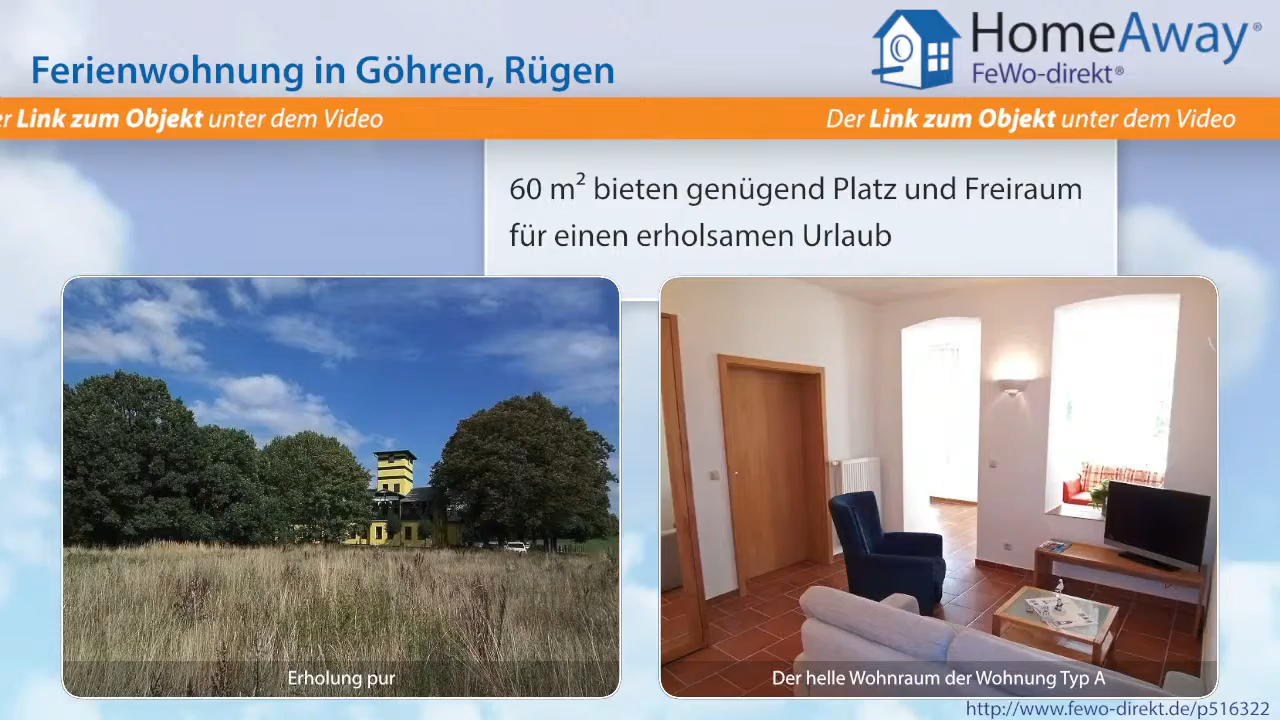 HomeAway®
FeWo-direkt®
Ferienwohnung in Göhren, Rügen
er Link zum Objekt unter dem Video
Der Link zum Objekt unter dem Video
60 m² bieten genügend Platz und Freiraum
für einen erholsamen Urlaub
Erholung pur
Der helle Wohnraum der Wohnung Typ A
http://www.fewo-direkt.de/p516322